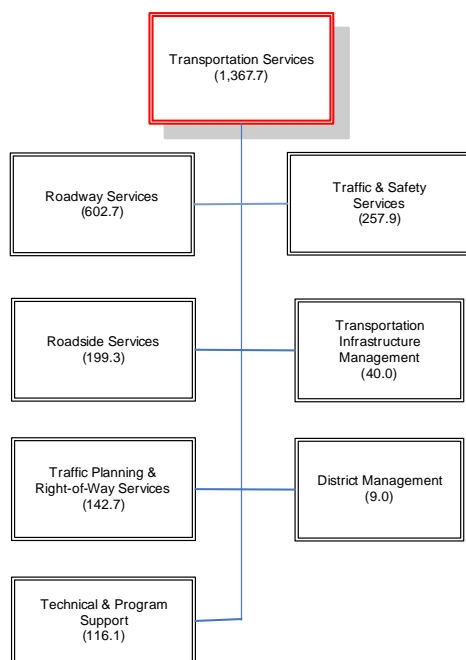 Transportation Services
(1,367.7)
Roadway Services
(602.7)
Traffic & Safety
Services
(257.9)
Roadside Services
(199.3)
Transportation
Infrastructure
Management
(40.0)
Traffic Planning &
Right-of-Way Services
(142.7)
District Management
(9.0)
Technical & Program
Support
(116.1)